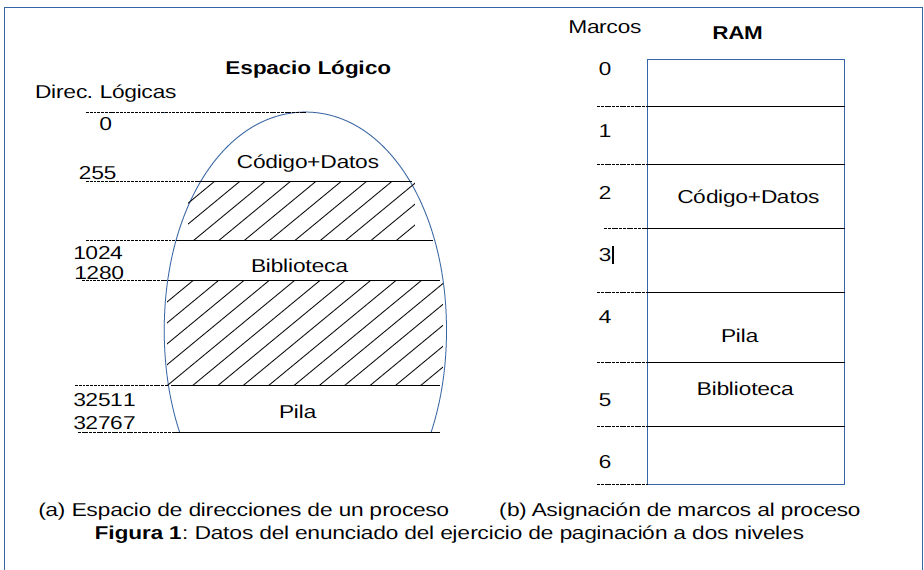 Marcos
RAM
Espacio Lógico
Direc. Lógicas
0
0
Código+Datos
255
1
2
Código+Datos
1024
1280
Biblioteca
3
4
Pila
32511
32767
Pila
5
Biblioteca
6
(a) Espacio de direcciones de un proceso
(b) Asignación de marcos al proceso
Figura 1: Datos del enunciado del ejercicio de paginación a dos niveles